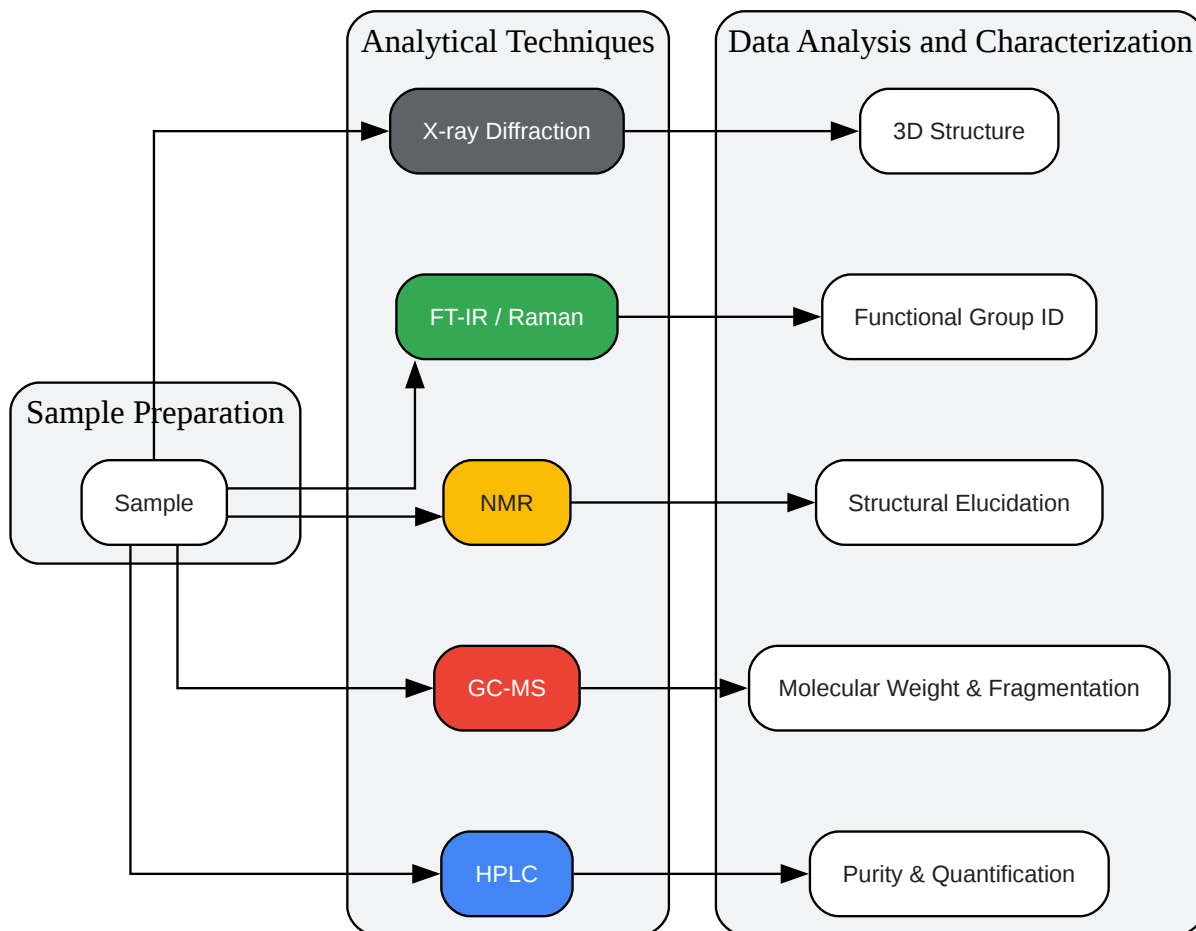 Analytical Techniques
Data Analysis and Characterization
X-ray Diffraction
3D Structure
FT-IR / Raman
Functional Group ID
Sample Preparation
Sample
NMR
Structural Elucidation
GC-MS
Molecular Weight & Fragmentation
HPLC
Purity & Quantification